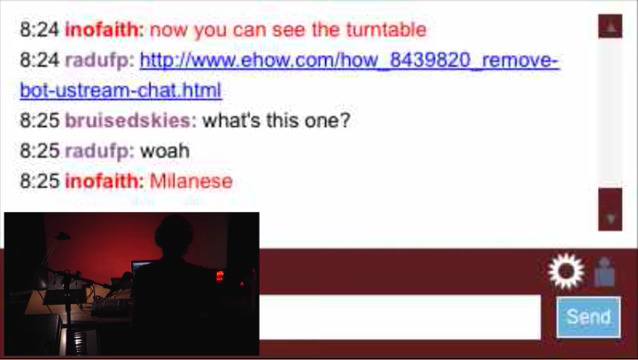 8:24 inofaith: now you can see the turntable
8:24 radufp: http://www.ehow.com/how_8439820_remove-
bot-ustream-chat.html
8:25 bruisedskies: what's this one?
8:25 radufp: woah
8:25 inofaith: Milanese
Send